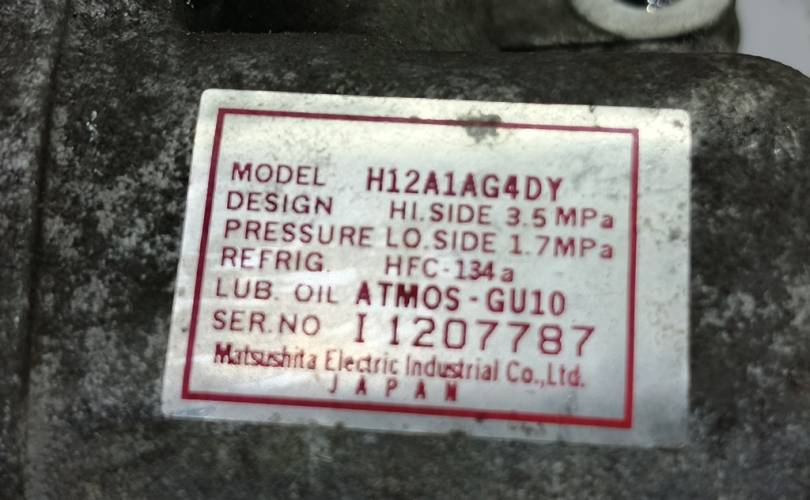 MODEL H12A1AG4DY
DESIGN HI.SIDE 3.5 MPa
PRESSURE LO.SIDE 1.7MPa
REFRIG. HFC-134a
LUB. OIL ATMOS-GU10
SER.NO I 1207787
Matsushita Electric Industrial Co.,Ltd.
JAPAN